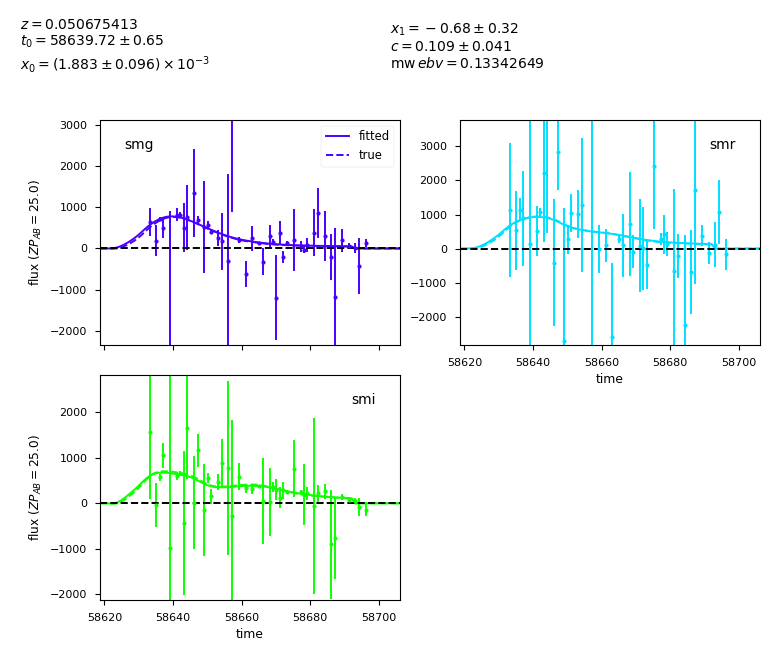 z = 0.050675413
t0 = 58639.72 ± 0.65
x0 = (1.883 ± 0.096) × 10^-3
x1 = −0.68 ± 0.32
c = 0.109 ± 0.041
mw ebv = 0.13342649
smg
fitted
true
3000
2000
1000
0
−1000
−2000
flux (ZP_AB = 25.0)
smr
3000
2000
1000
0
−1000
−2000
58620 58640 58660 58680 58700
time
smi
2000
1000
0
−1000
−2000
flux (ZP_AB = 25.0)
58620 58640 58660 58680 58700
time